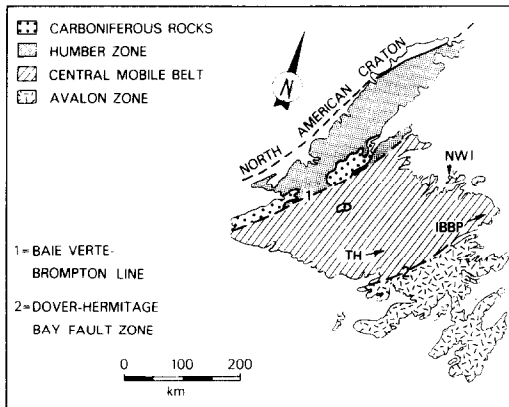 CARBONIFEROUS ROCKS
HUMBER ZONE
CENTRAL MOBILE BELT
AVALON ZONE
N
NORTH AMERICAN CRATON
NWI
1
IBBP
TH
2
1=BAIE VERTE-
BROMPTON LINE
2=DOVER-HERMITAGE
BAY FAULT ZONE
0 100 200
km